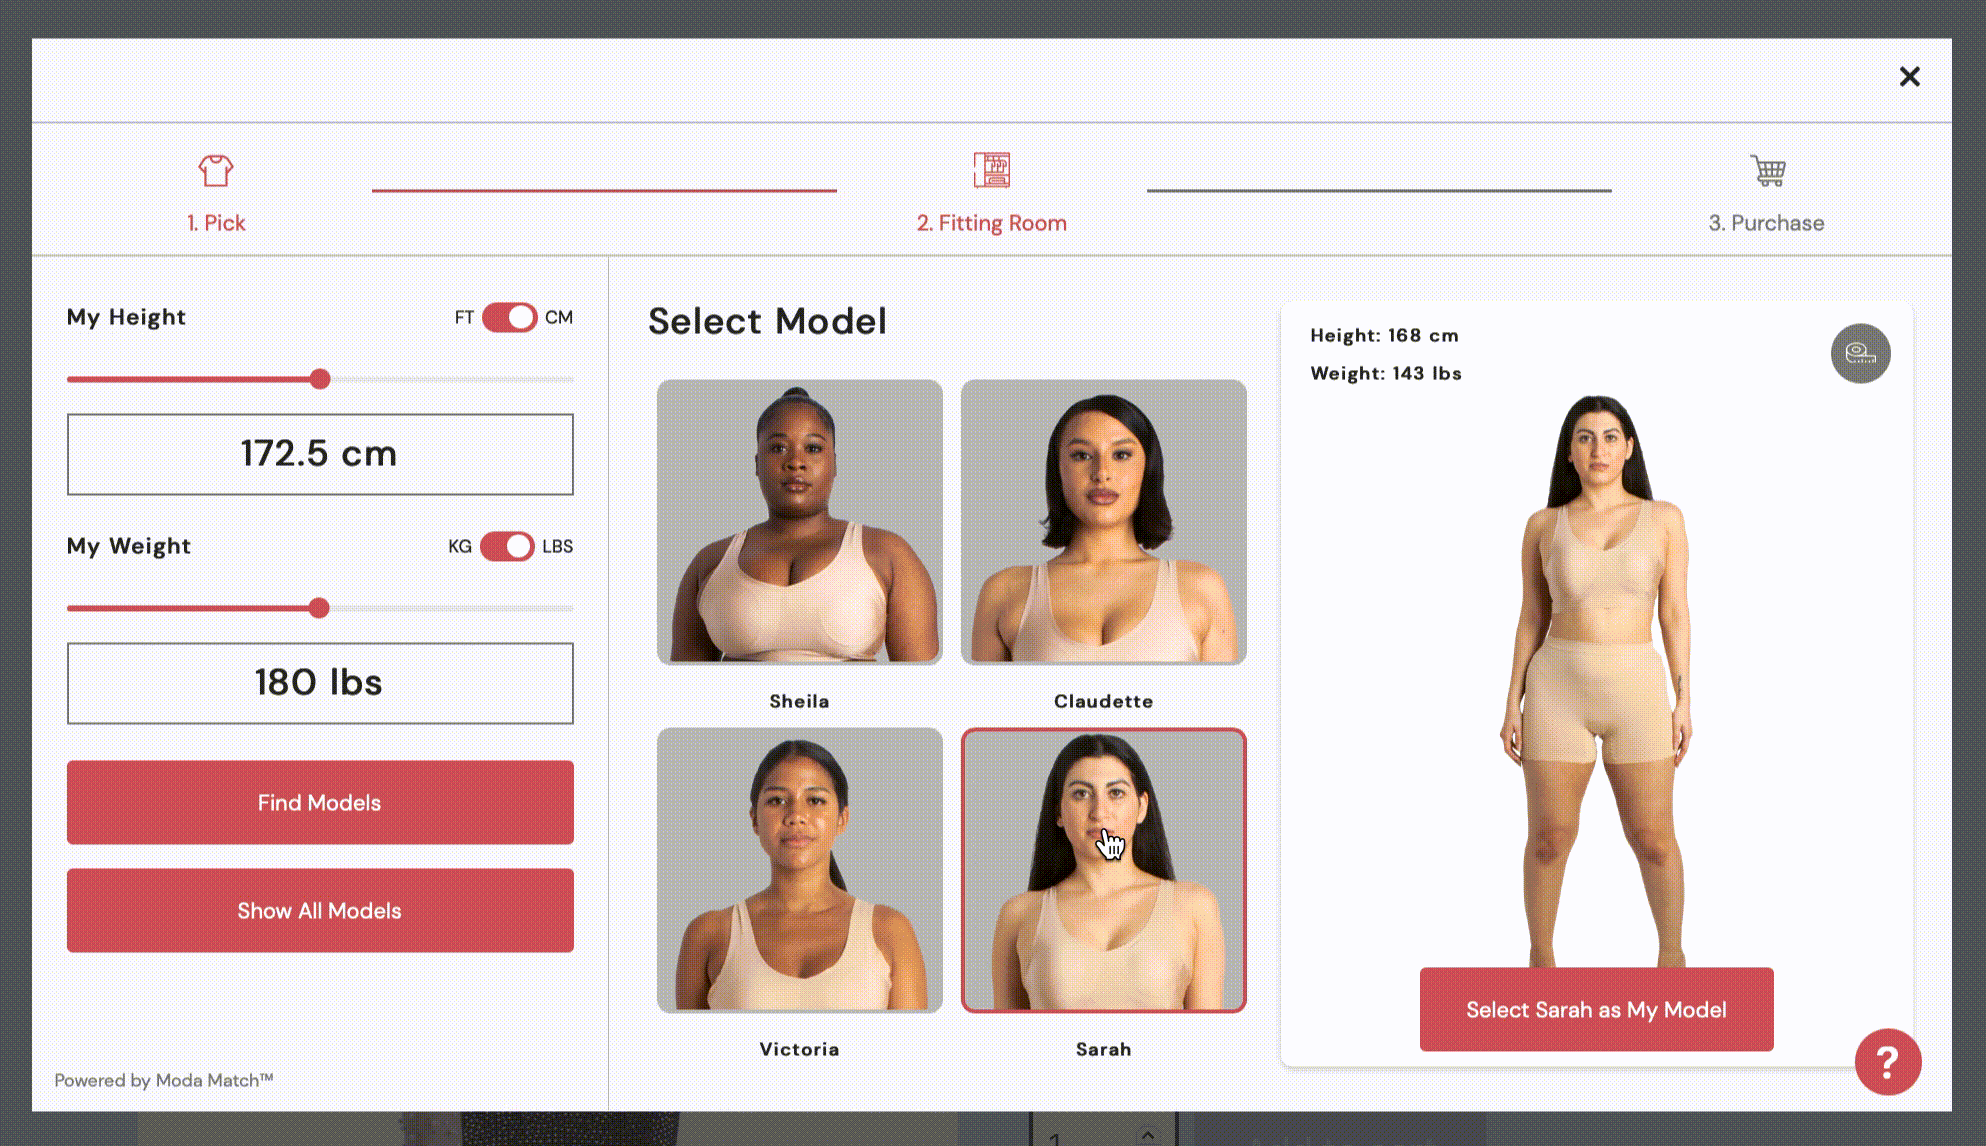 1. Pick
2. Fitting Room
3. Purchase
My Height
FT
CM
172.5 cm
My Weight
KG
LBS
180 lbs
Find Models
Show All Models
Powered by Moda Match™
Select Model
Sheila
Claudette
Victoria
Sarah
Height: 168 cm
Weight: 143 lbs
Select Sarah as My Model
?
1